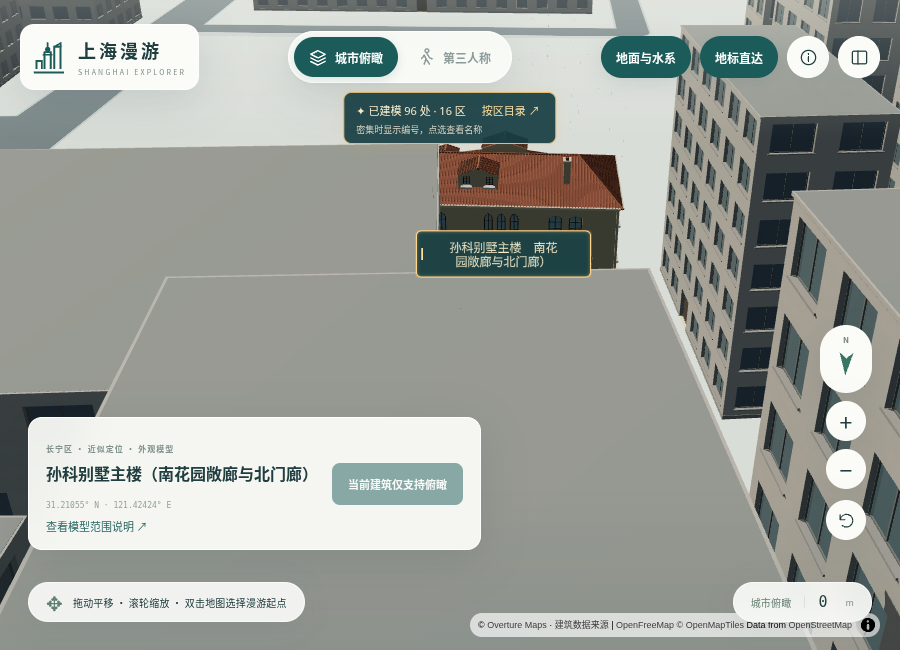 上海漫游
SHANGHAI EXPLORER
城市俯瞰
第三人称
地面与水系
地标直达
✦ 已建模 96 处 · 16 区 按区目录 ↗
密集时显示编号，点选查看名称
孙科别墅主楼 南花
园敞廊与北门廊）
N
长宁区 · 近似定位 · 外观模型
孙科别墅主楼（南花园敞廊与北门廊）
当前建筑仅支持俯瞰
31.21055° N · 121.42424° E
查看模型范围说明 ↗
拖动平移 · 滚轮缩放 · 双击地图选择漫游起点
城市俯瞰 0 m
© Overture Maps · 建筑数据来源 | OpenFreeMap © OpenMapTiles Data from OpenStreetMap